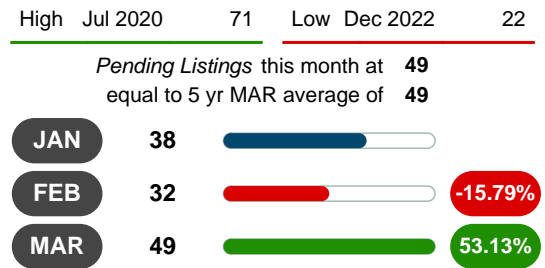 High Jul 2020 71 Low Dec 2022 22
Pending Listings this month at 49
equal to 5 yr MAR average of 49
JAN 38
FEB 32 -15.79%
MAR 49 53.13%